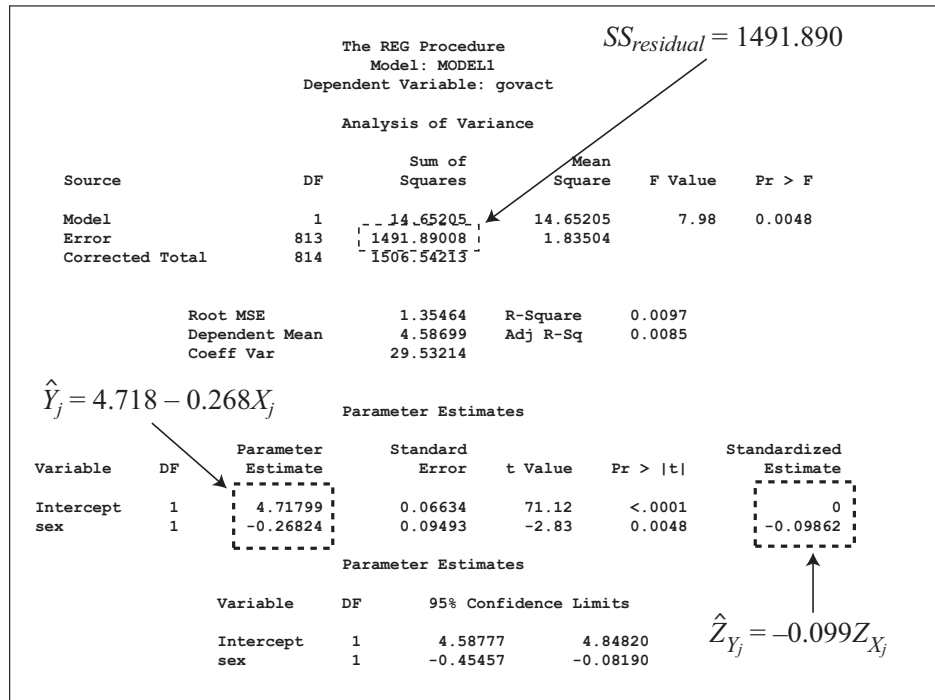 The REG Procedure
SS_residual = 1491.890
Model: MODEL1
Dependent Variable: govact
Analysis of Variance
Sum of Mean
Source DF Squares Square F Value Pr > F
Model 1 14.65205 14.65205 7.98 0.0048
Error 813 1491.89008 1.83504
Corrected Total 814 1506.54213
Root MSE 1.35464 R-Square 0.0097
Dependent Mean 4.58699 Adj R-Sq 0.0085
Coeff Var 29.53214
Ŷ_j = 4.718 – 0.268X_j
Parameter Estimates
Parameter Standard Standardized
Variable DF Estimate Error t Value Pr > |t| Estimate
Intercept 1 4.71799 0.06634 71.12 <.0001 0
sex 1 -0.26824 0.09493 -2.83 0.0048 -0.09862
Parameter Estimates
Variable DF 95% Confidence Limits
Intercept 1 4.58777 4.84820
sex 1 -0.45457 -0.08190
Ẑ_{Y_j} = –0.099Z_{X_j}